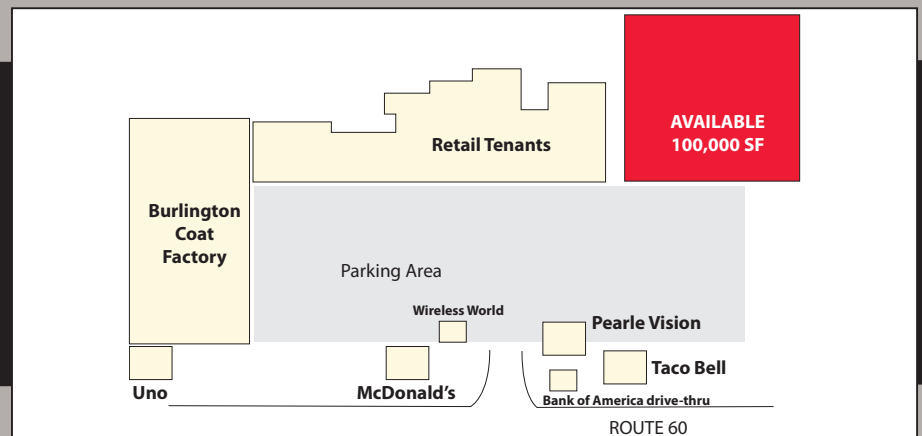 AVAILABLE
100,000 SF
Retail Tenants
Burlington
Coat
Factory
Parking Area
Wireless World
Pearle Vision
Taco Bell
Uno
McDonald's
Bank of America drive-thru
ROUTE 60